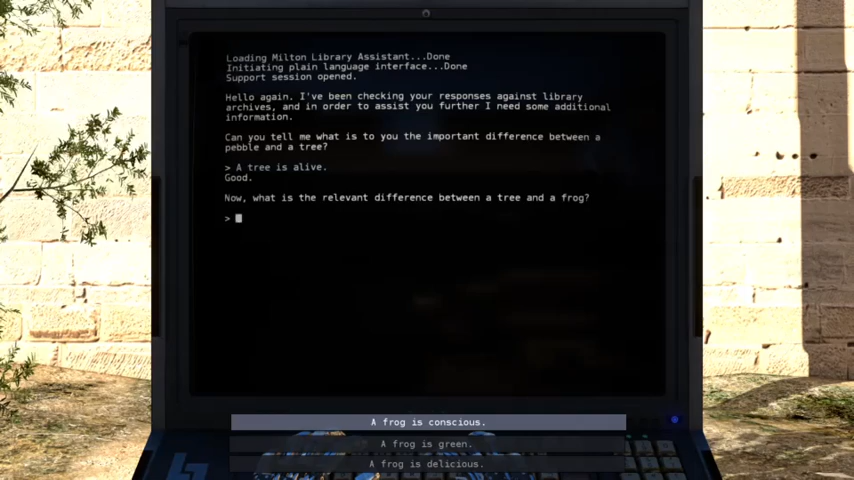 Loading Milton Library Assistant...Done
Initiating plain language interface...Done
Support session opened.
Hello again. I've been checking your responses against library
archives, and in order to assist you further I need some additional
information.
Can you tell me what is to you the important difference between a
pebble and a tree?
> A tree is alive.
Good.
Now, what is the relevant difference between a tree and a frog?
>
A frog is conscious.
A frog is green.
A frog is delicious.